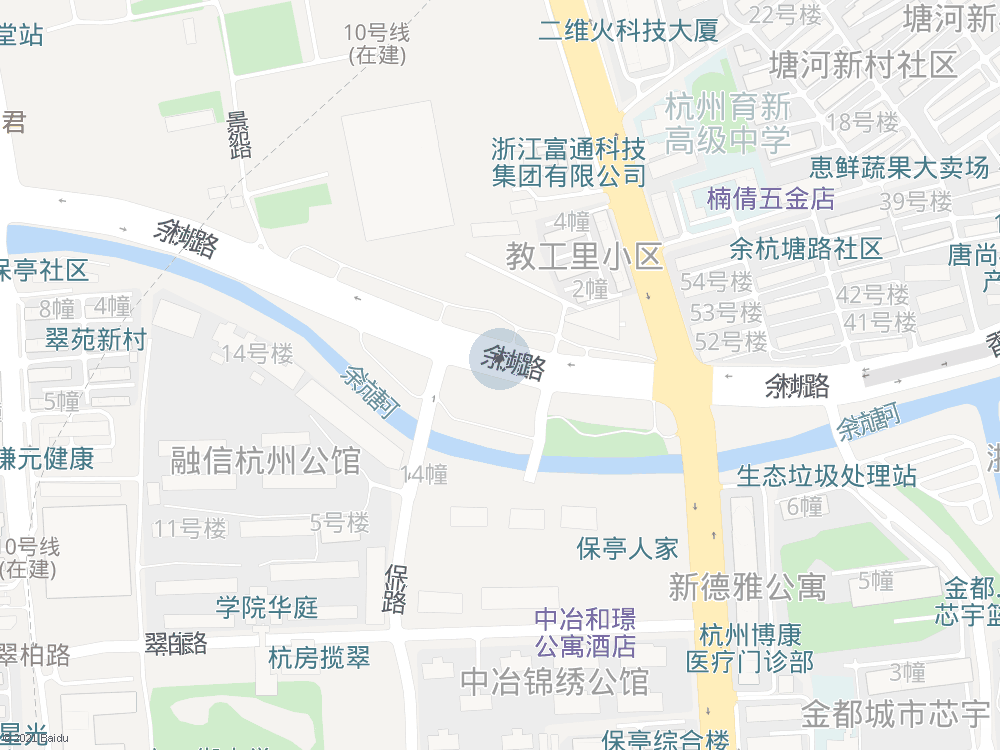 堂站
10号线
(在建)
二维火科技大厦
22号楼
塘河新
塘河新村社区
君
景
路
杭州育新
高级中学
18号楼
浙江富通科技
集团有限公司
惠鲜蔬果大卖场
楠倩五金店
39号楼
4幢
余杭塘路
教工里小区
余杭塘路社区
唐尚
产
保亭社区
2幢
54号楼
42号楼
8幢
4幢
53号楼
41号楼
翠苑新村
14号楼
52号楼
香
余杭塘路
余杭塘路
5幢
余杭塘河
余杭塘河
谦元健康
融信杭州公馆
14幢
生态垃圾处理站
浙
6幢
11号楼
5号楼
10号线
(在建)
保亭人家
保
路
新德雅公寓
5幢
金都
芯宇篮
学院华庭
中冶和璟
公寓酒店
杭州博康
医疗门诊部
翠柏路
翠柏路
杭房揽翠
3幢
中冶锦绣公馆
金都城市芯宇
星光
保亭综合楼
© 2021 Baidu